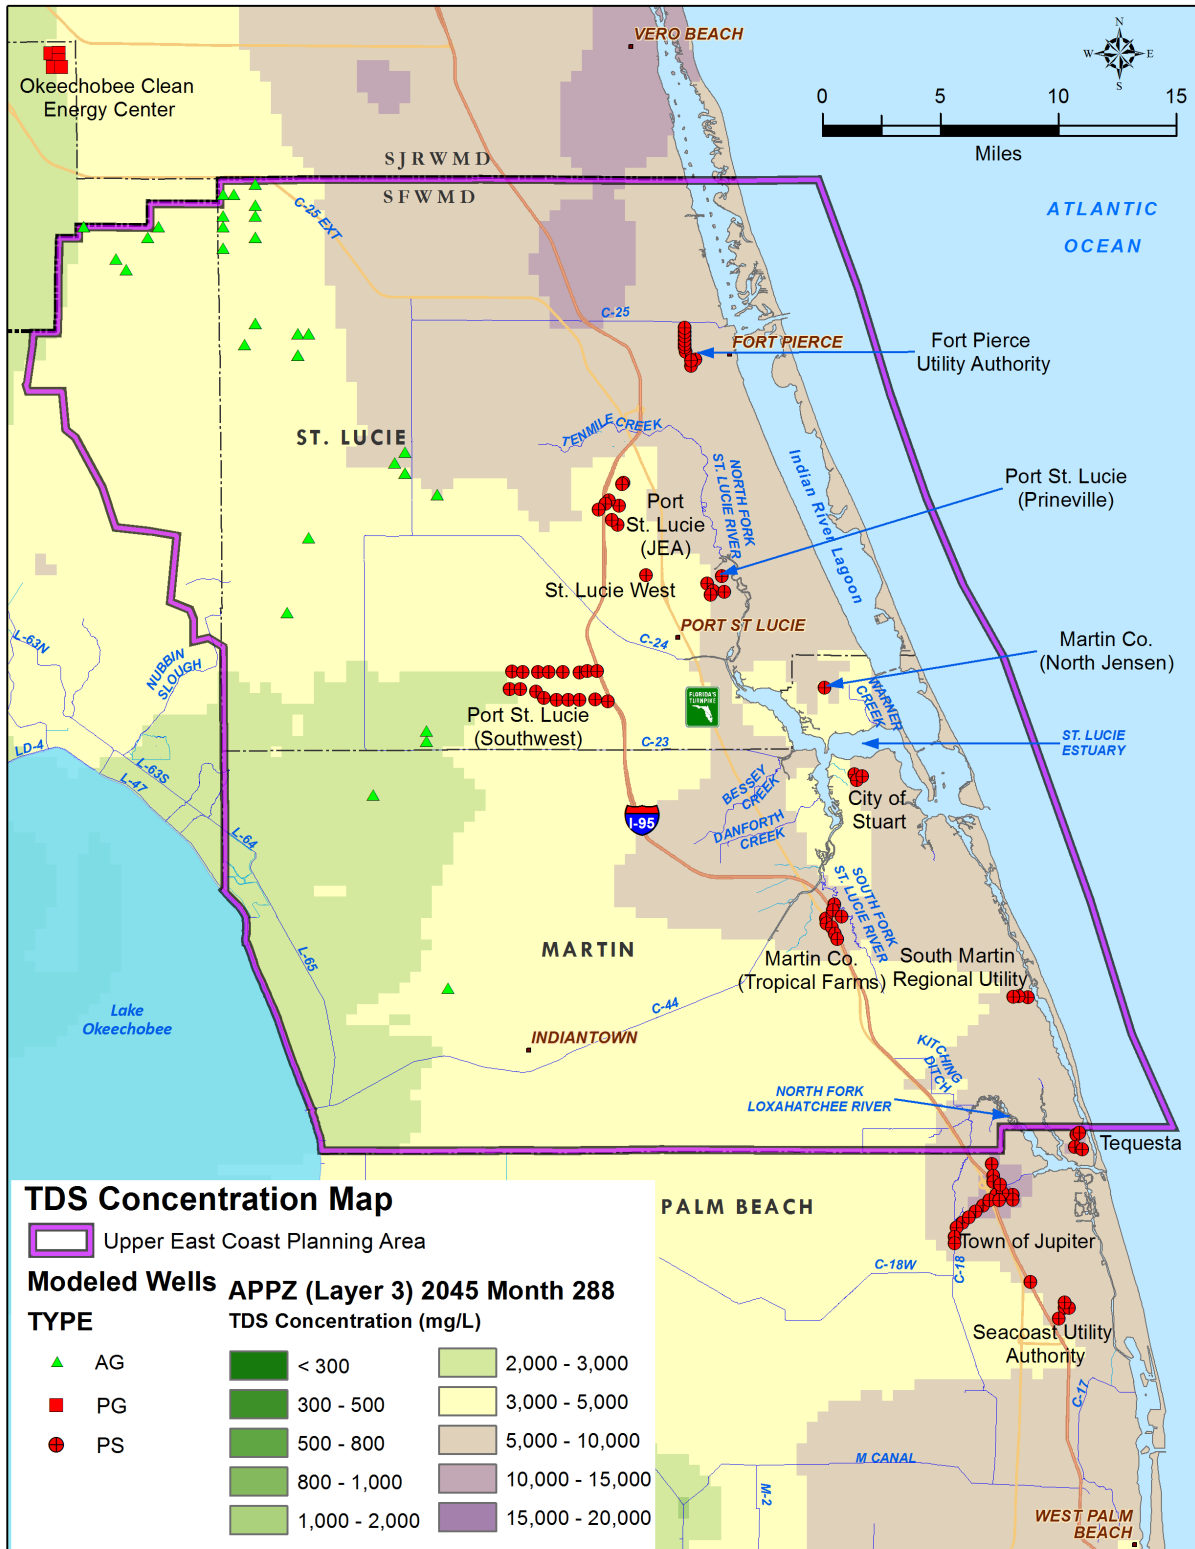 VERO BEACH
N
W
E
S
0
5
10
15
Miles
Okeechobee Clean
Energy Center
SJRWMD
SFWMD
C-25 EXT
ATLANTIC
OCEAN
C-25
FORT PIERCE
Fort Pierce
Utility Authority
ST. LUCIE
TENMILE CREEK
NORTH FORK
ST. LUCIE RIVER
Indian River Lagoon
Port St. Lucie
(Prineville)
Port
St. Lucie
(JEA)
St. Lucie West
PORT ST LUCIE
C-24
Martin Co.
(North Jensen)
L-63N
NUBBIN
SLOUGH
FLORIDA'S
TURNPIKE
WARNER
CREEK
Port St. Lucie
(Southwest)
C-23
ST. LUCIE
ESTUARY
LD-4
L-63S
L-47
BESSEY
CREEK
City of
Stuart
I-95
DANFORTH
CREEK
L-64
SOUTH FORK
ST. LUCIE RIVER
L-65
MARTIN
Martin Co.
(Tropical Farms)
South Martin
Regional Utility
Lake
Okeechobee
C-44
INDIANTOWN
KITCHING
DITCH
NORTH FORK
LOXAHATCHEE RIVER
Tequesta
PALM BEACH
Town of Jupiter
C-18W
C-18
Seacoast Utility
Authority
C-17
M CANAL
M-2
WEST PALM
BEACH
TDS Concentration Map
Upper East Coast Planning Area
Modeled Wells
TYPE
AG
PG
PS
APPZ (Layer 3) 2045 Month 288
TDS Concentration (mg/L)
< 300
300 - 500
500 - 800
800 - 1,000
1,000 - 2,000
2,000 - 3,000
3,000 - 5,000
5,000 - 10,000
10,000 - 15,000
15,000 - 20,000